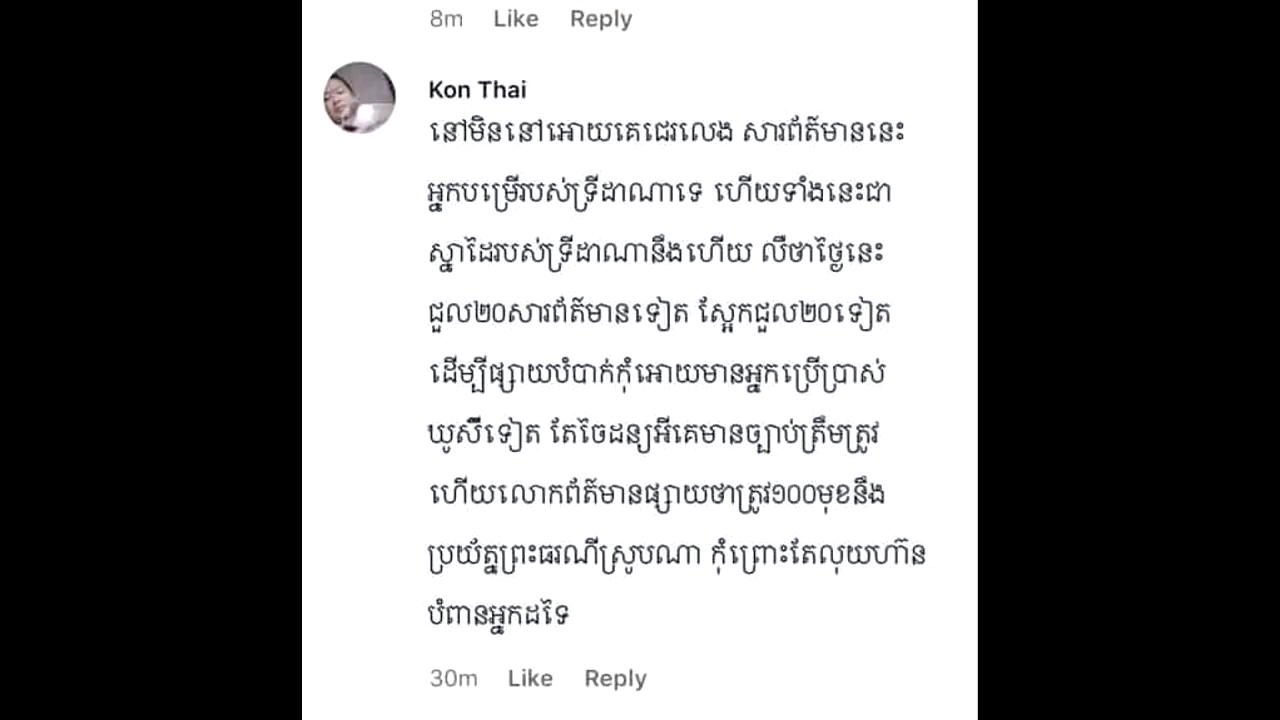 8m Like Reply
Kon Thai
នៅមិននៅអោយគេជេរលេង សារព័ត៌មាននេះ
អ្នកបម្រើរបស់ទ្រីដាណាទេ ហើយទាំងនេះជា
ស្នាដៃរបស់ទ្រីដាណានឹងហើយ លឺថាថ្ងៃនេះ
ជួល២០សារព័ត៌មានទៀត ស្អែកជួល២០ទៀត
ដើម្បីផ្សាយបំបាក់កុំអោយមានអ្នកប្រើប្រាស់
ឃូស៊ីទៀត តែចៃដន្យអីគេមានច្បាប់ត្រឹមត្រូវ
ហើយលោកព័ត៌មានផ្សាយថាត្រូវ១០០មុខនឹង
ប្រយ័ត្នព្រះធរណីស្រូបណា កុំព្រោះតែលុយហ៊ាន
បំពានអ្នកដទៃ
30m Like Reply